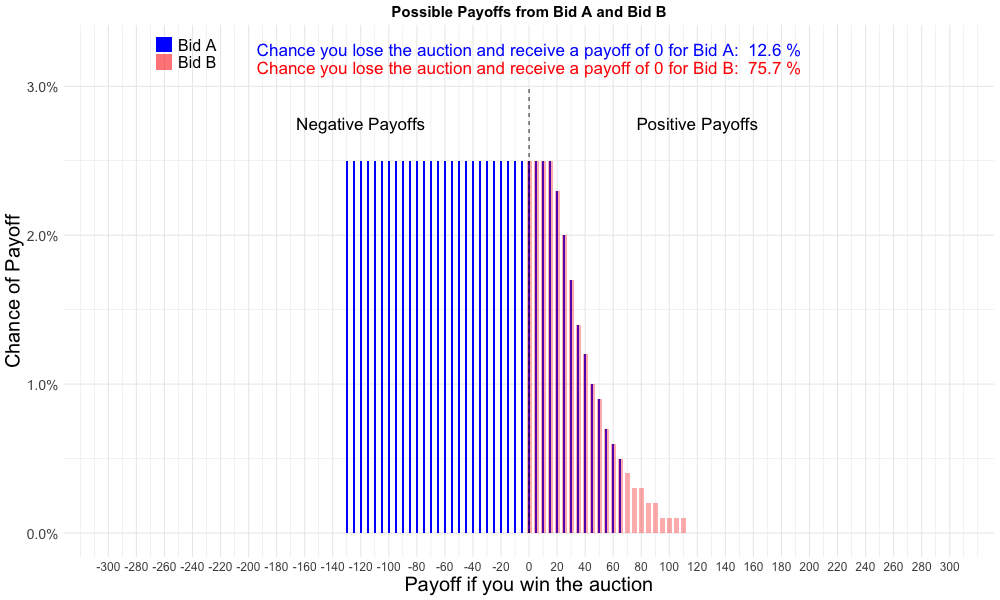 Possible Payoffs from Bid A and Bid B
Bid A
Bid B
Chance you lose the auction and receive a payoff of 0 for Bid A: 12.6 %
Chance you lose the auction and receive a payoff of 0 for Bid B: 75.7 %
Negative Payoffs
Positive Payoffs
Chance of Payoff
3.0%
2.0%
1.0%
0.0%
-300 -280 -260 -240 -220 -200 -180 -160 -140 -120 -100 -80 -60 -40 -20 0 20 40 60 80 100 120 140 160 180 200 220 240 260 280 300
Payoff if you win the auction